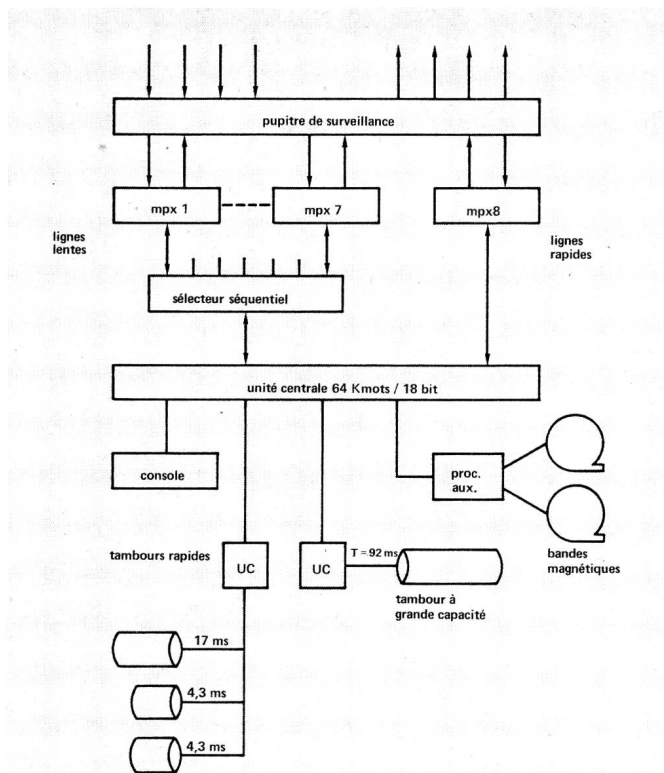 pupitre de surveillance
mpx 1
mpx 7
mpx8
lignes
lentes
lignes
rapides
sélecteur séquentiel
unité centrale 64 Kmots / 18 bit
console
proc.
aux.
tambours rapides
UC
UC
T = 92 ms
bandes
magnétiques
tambour à
grande capacité
17 ms
4,3 ms
4,3 ms